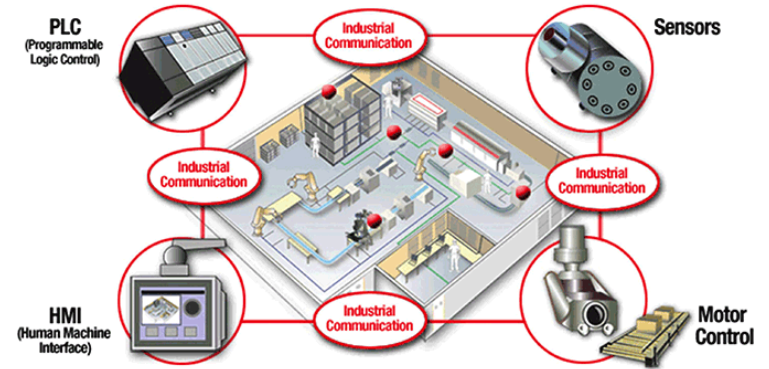 PLC
(Programmable
Logic Control)
Industrial
Communication
Sensors
Industrial
Communication
Industrial
Communication
HMI
(Human Machine
Interface)
Industrial
Communication
Motor
Control